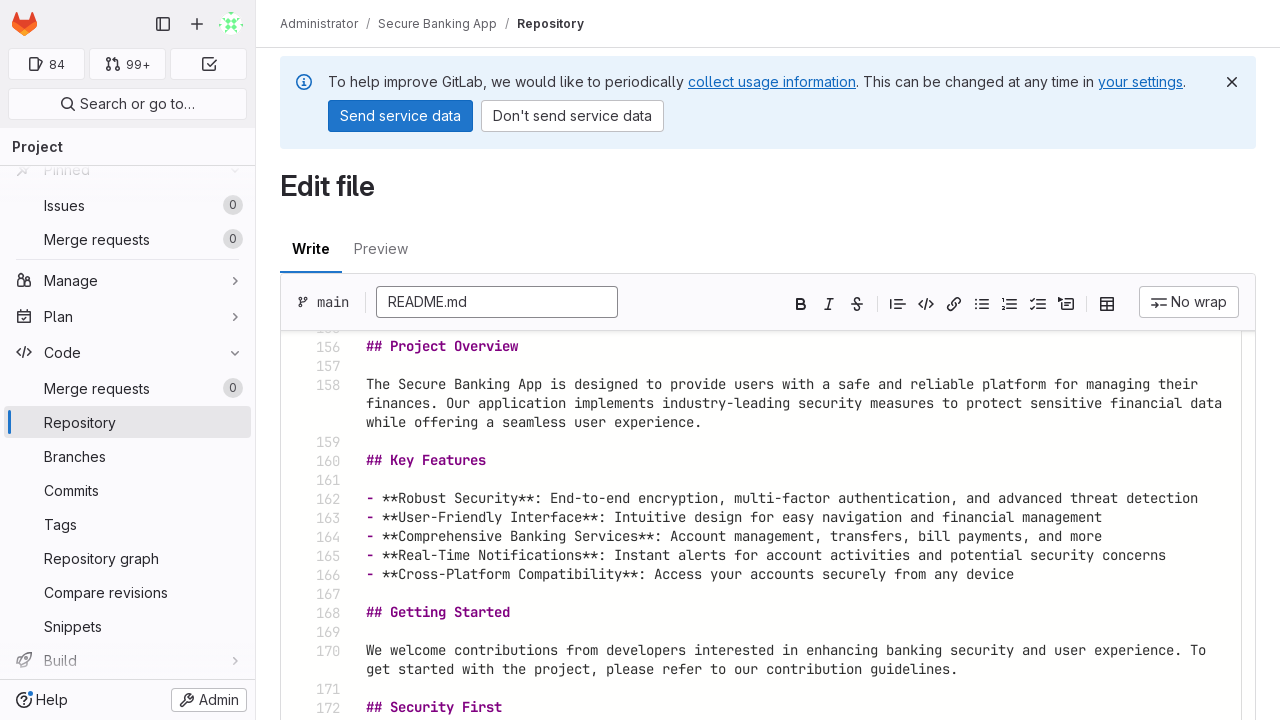 Administrator / Secure Banking App / Repository
84
99+
Search or go to…
Project
Pinned
Issues 0
Merge requests 0
Manage
Plan
Code
Merge requests 0
Repository
Branches
Commits
Tags
Repository graph
Compare revisions
Snippets
Build
Help
Admin
To help improve GitLab, we would like to periodically collect usage information. This can be changed at any time in your settings.
Send service data
Don't send service data
Edit file
Write
Preview
main
README.md
No wrap
156 ## Project Overview
157
158 The Secure Banking App is designed to provide users with a safe and reliable platform for managing their
finances. Our application implements industry-leading security measures to protect sensitive financial data
while offering a seamless user experience.
159
160 ## Key Features
161
162 - **Robust Security**: End-to-end encryption, multi-factor authentication, and advanced threat detection
163 - **User-Friendly Interface**: Intuitive design for easy navigation and financial management
164 - **Comprehensive Banking Services**: Account management, transfers, bill payments, and more
165 - **Real-Time Notifications**: Instant alerts for account activities and potential security concerns
166 - **Cross-Platform Compatibility**: Access your accounts securely from any device
167
168 ## Getting Started
169
170 We welcome contributions from developers interested in enhancing banking security and user experience. To
get started with the project, please refer to our contribution guidelines.
171
172 ## Security First